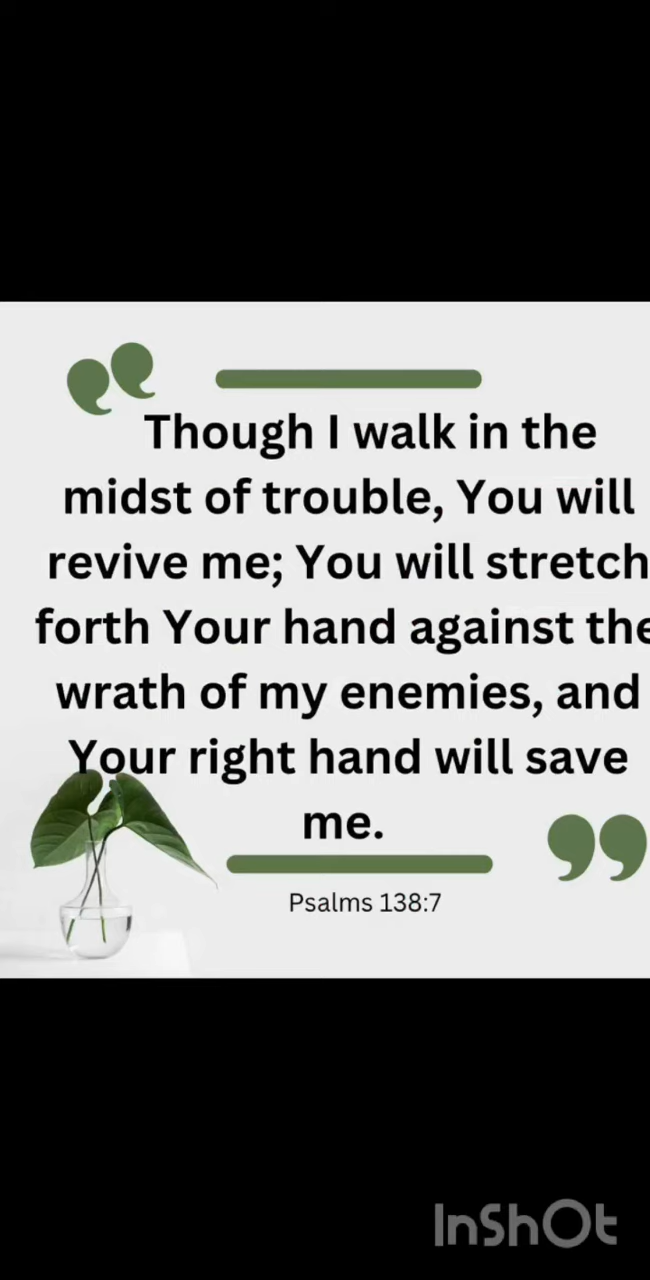 Though I walk in the
midst of trouble, You will
revive me; You will stretch
forth Your hand against the
wrath of my enemies, and
Your right hand will save
me.
Psalms 138:7
InShOt